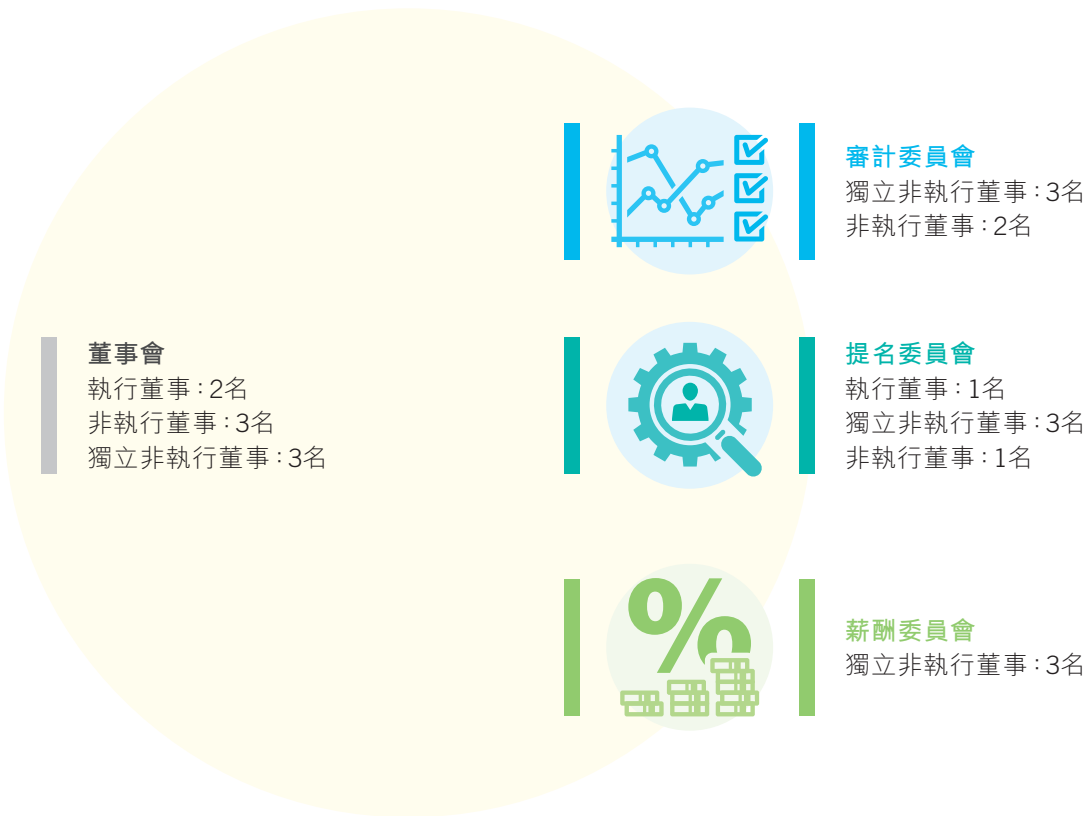 董事會
執行董事：2名
非執行董事：3名
獨立非執行董事：3名
審計委員會
獨立非執行董事：3名
非執行董事：2名
提名委員會
執行董事：1名
獨立非執行董事：3名
非執行董事：1名
%
薪酬委員會
獨立非執行董事：3名